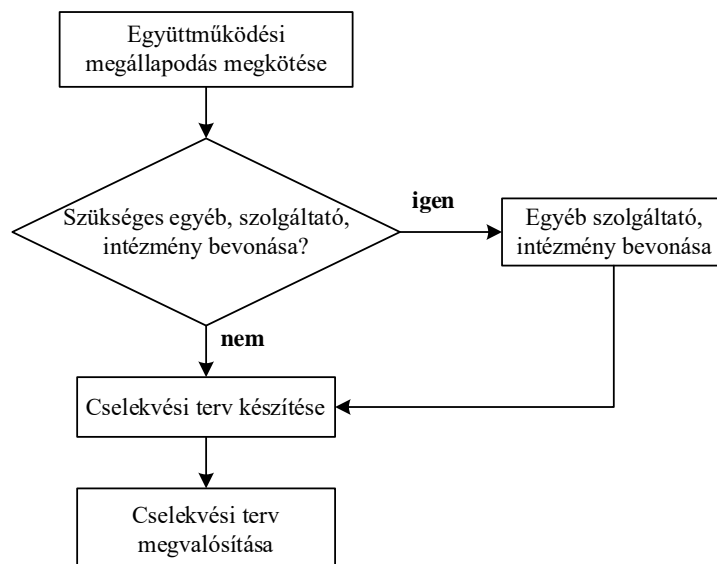 Együttműködési
megállapodás megkötése
Szükséges egyéb, szolgáltató,
intézmény bevonása?
igen
Egyéb szolgáltató,
intézmény bevonása
nem
Cselekvési terv készítése
Cselekvési terv
megvalósítása